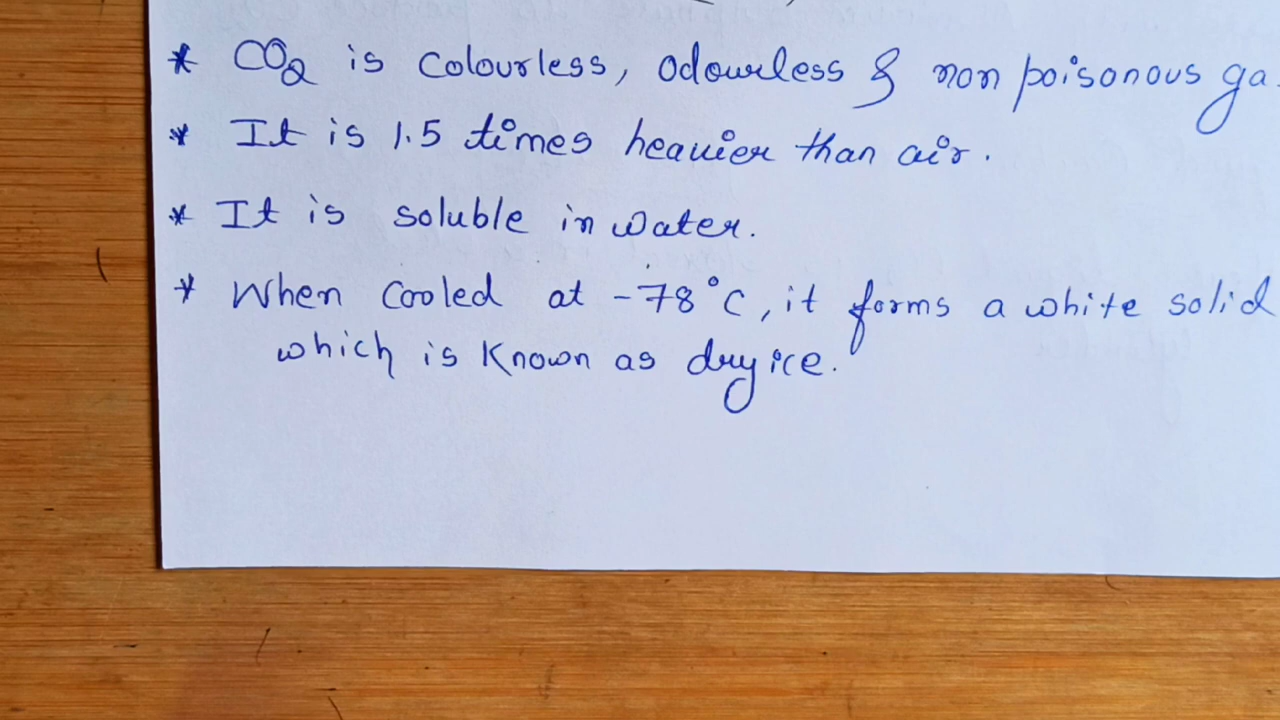 * CO2 is colourless, odourless & non poisonous ga
* It is 1.5 times heavier than air.
* It is soluble in water.
* When cooled at -78°C, it forms a white solid
which is known as dry ice.